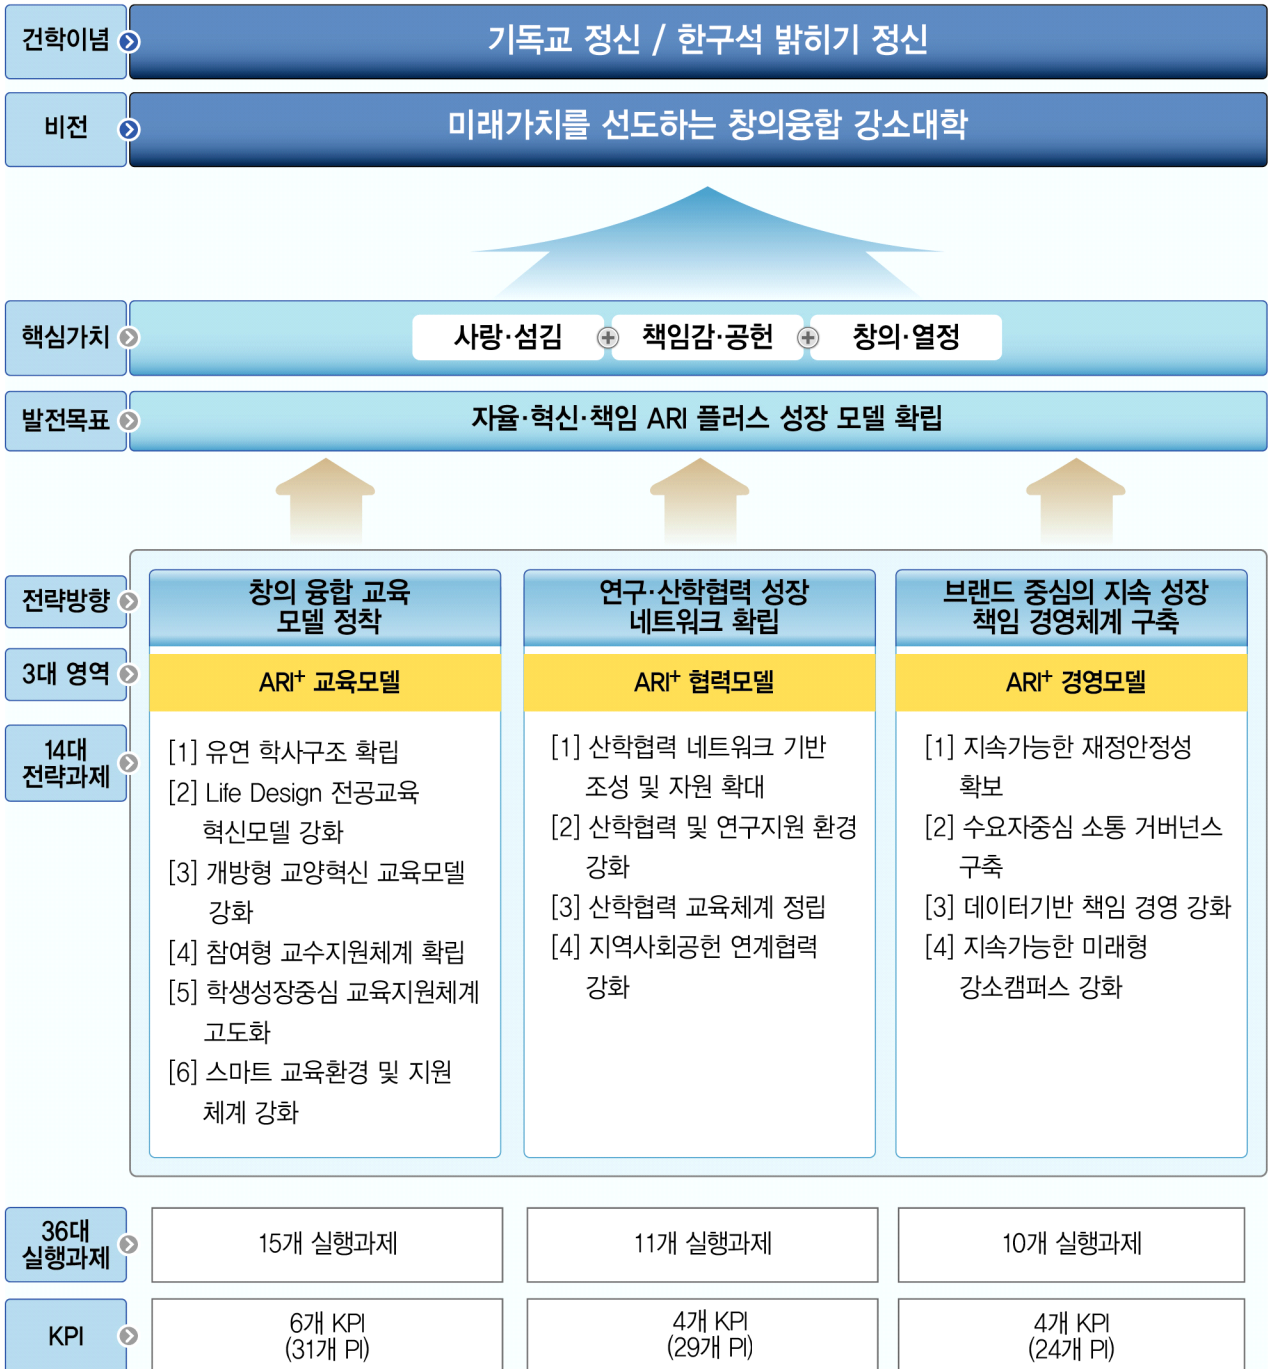 건학이념
기독교 정신 / 한구석 밝히기 정신
비전
미래가치를 선도하는 창의융합 강소대학
핵심가치
사랑·섬김 + 책임감·공헌 + 창의·열정
발전목표
자율·혁신·책임 ARI 플러스 성장 모델 확립
전략방향
창의 융합 교육
모델 정착
연구·산학협력 성장
네트워크 확립
브랜드 중심의 지속 성장
책임 경영체계 구축
3대 영역
ARI+ 교육모델
ARI+ 협력모델
ARI+ 경영모델
14대
전략과제
[1] 유연 학사구조 확립
[2] Life Design 전공교육
혁신모델 강화
[3] 개방형 교양혁신 교육모델
강화
[4] 참여형 교수지원체계 확립
[5] 학생성장중심 교육지원체계
고도화
[6] 스마트 교육환경 및 지원
체계 강화
[1] 산학협력 네트워크 기반
조성 및 자원 확대
[2] 산학협력 및 연구지원 환경
강화
[3] 산학협력 교육체계 정립
[4] 지역사회공헌 연계협력
강화
[1] 지속가능한 재정안정성
확보
[2] 수요자중심 소통 거버넌스
구축
[3] 데이터기반 책임 경영 강화
[4] 지속가능한 미래형
강소캠퍼스 강화
36대
실행과제
15개 실행과제
11개 실행과제
10개 실행과제
KPI
6개 KPI
(31개 PI)
4개 KPI
(29개 PI)
4개 KPI
(24개 PI)